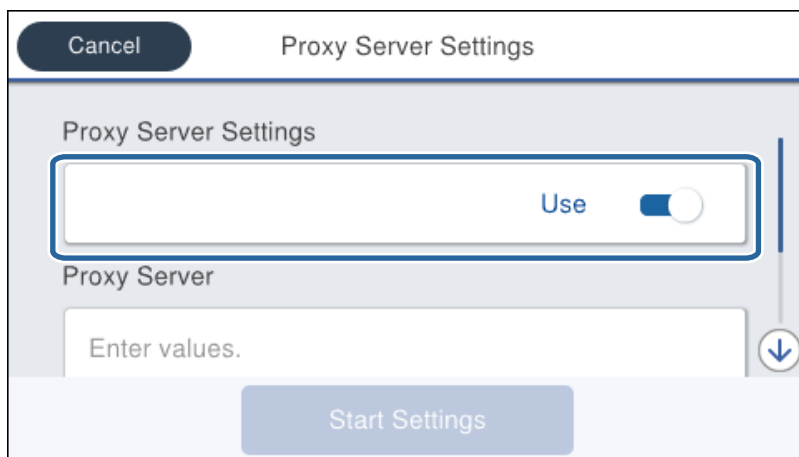 Cancel
Proxy Server Settings
Proxy Server Settings
Use
Proxy Server
Enter values.
Start Settings